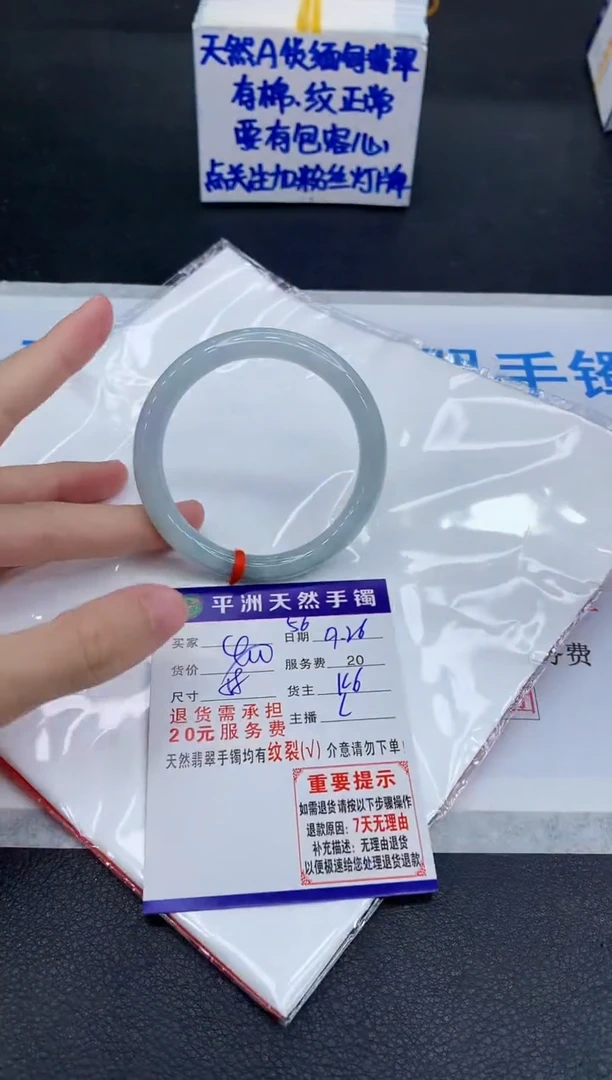 天然A货缅甸翡翠
有棉、纹正常
要有包容心
点关注加粉丝灯牌
手镯
平洲天然手镯
买家
56
日期 9-26
货价
服务费 20
尺寸
货主
退货需承担
20元服务费
主播
天然翡翠手镯均有纹裂(√) 介意请勿下单!
重要提示
如需退货请按以下步骤操作
退款原因：7天无理由
补充描述：无理由退货
以便极速给您处理退货退款
务费